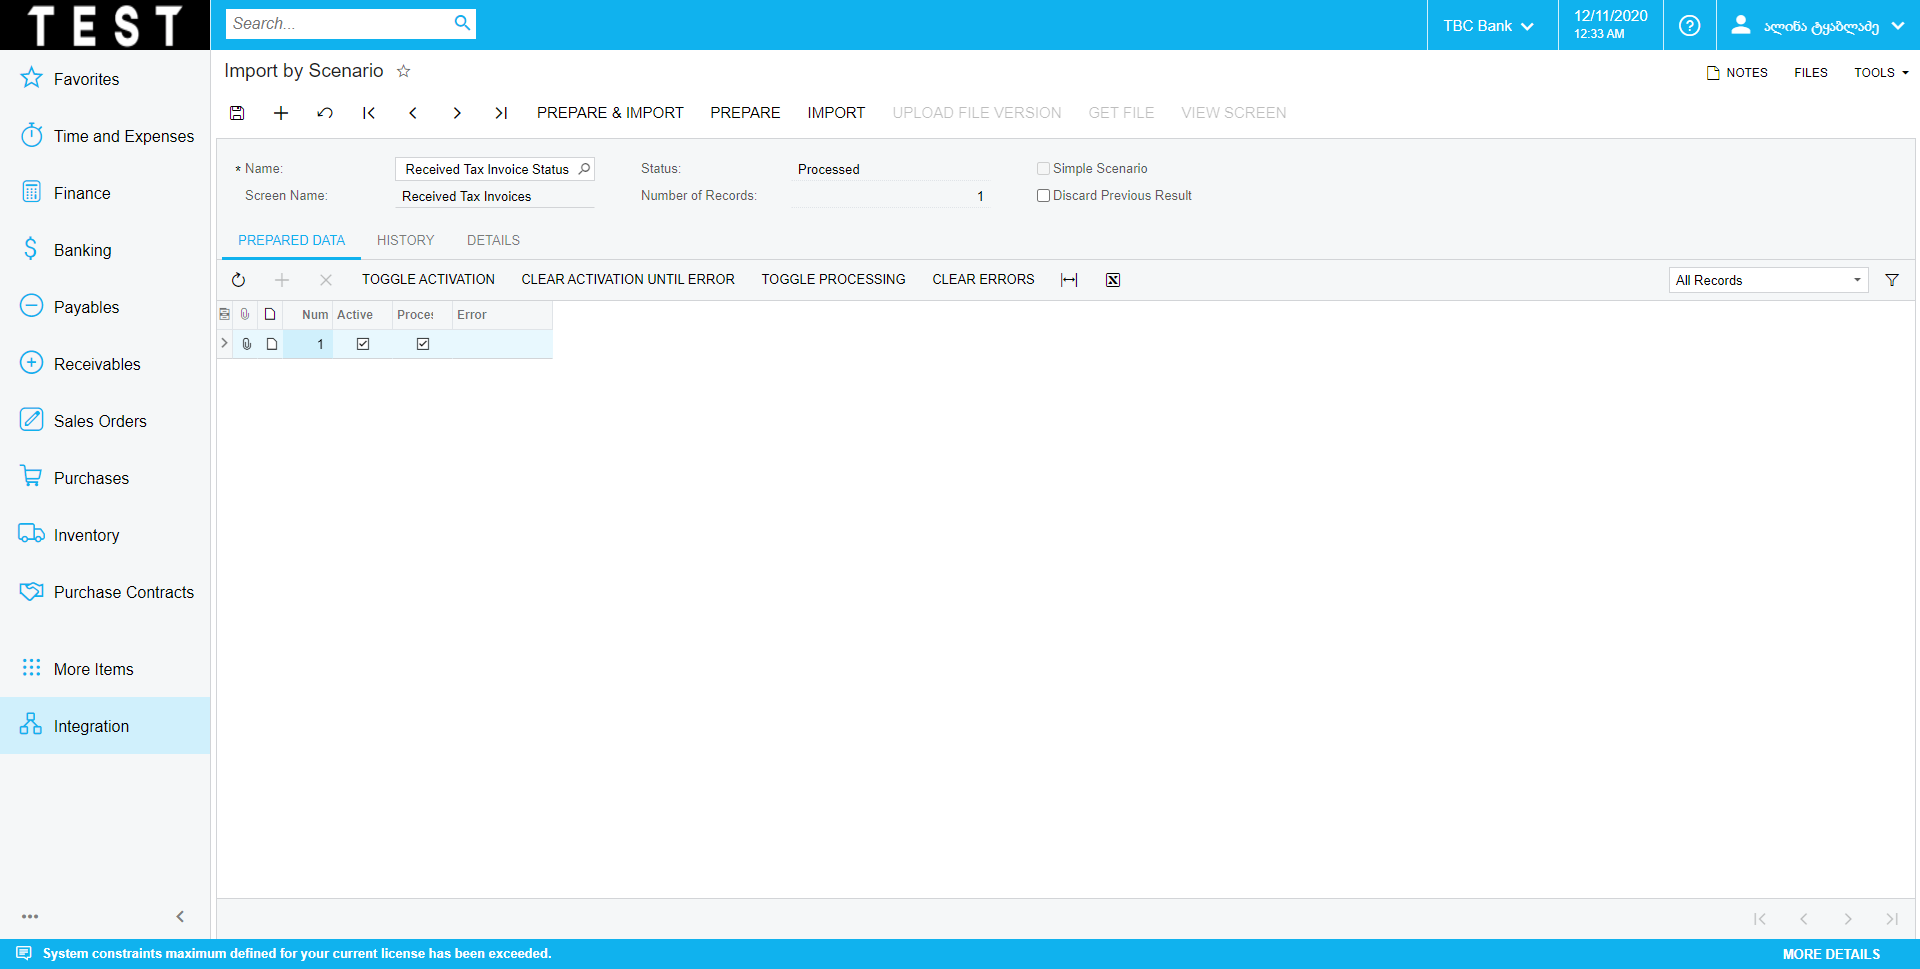 TEST
Search...
TBC Bank
12/11/2020
12:33 AM
ალინა ტყაბლაძე
Favorites
Time and Expenses
Finance
Banking
Payables
Receivables
Sales Orders
Purchases
Inventory
Purchase Contracts
More Items
Integration
Import by Scenario
NOTES FILES TOOLS
PREPARE & IMPORT PREPARE IMPORT UPLOAD FILE VERSION GET FILE VIEW SCREEN
* Name: Received Tax Invoice Status Status: Processed Simple Scenario
Screen Name: Received Tax Invoices Number of Records: 1 Discard Previous Result
PREPARED DATA HISTORY DETAILS
TOGGLE ACTIVATION CLEAR ACTIVATION UNTIL ERROR TOGGLE PROCESSING CLEAR ERRORS All Records
Num Active Proces Error
1
System constraints maximum defined for your current license has been exceeded. MORE DETAILS